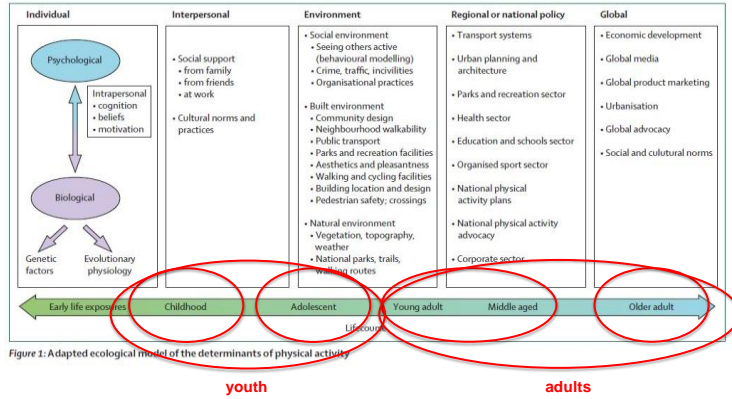 Individual
Psychological
Intrapersonal
• cognition
• beliefs
• motivation
Biological
Genetic
factors
Evolutionary
physiology
Interpersonal
• Social support
• from family
• from friends
• at work
• Cultural norms and
practices
Environment
• Social environment
• Seeing others active
(behavioural modelling)
• Crime, traffic, incivilities
• Organisational practices
• Built environment
• Community design
• Neighbourhood walkability
• Public transport
• Parks and recreation facilities
• Aesthetics and pleasantness
• Walking and cycling facilities
• Building location and design
• Pedestrian safety; crossings
• Natural environment
• Vegetation, topography,
weather
• National parks, trails,
walking routes
Regional or national policy
• Transport systems
• Urban planning and
architecture
• Parks and recreation sector
• Health sector
• Education and schools sector
• Organised sport sector
• National physical
activity plans
• National physical activity
advocacy
• Corporate sector
Global
• Economic development
• Global media
• Global product marketing
• Urbanisation
• Global advocacy
• Social and culutural norms
Early life exposures
Childhood
Adolescent
Young adult
Middle aged
Older adult
Lifecourse
Figure 1: Adapted ecological model of the determinants of physical activity
youth
adults